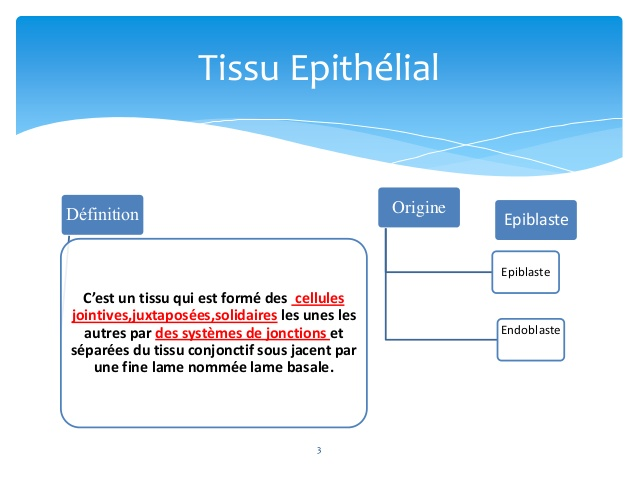 Tissu Epithélial
Définition
C’est un tissu qui est formé des  cellules
jointives,juxtaposées,solidaires les unes les
autres par des systèmes de jonctions et
séparées du tissu conjonctif sous jacent par
une fine lame nommée lame basale.
Origine
Epiblaste
Epiblaste
Endoblaste
3